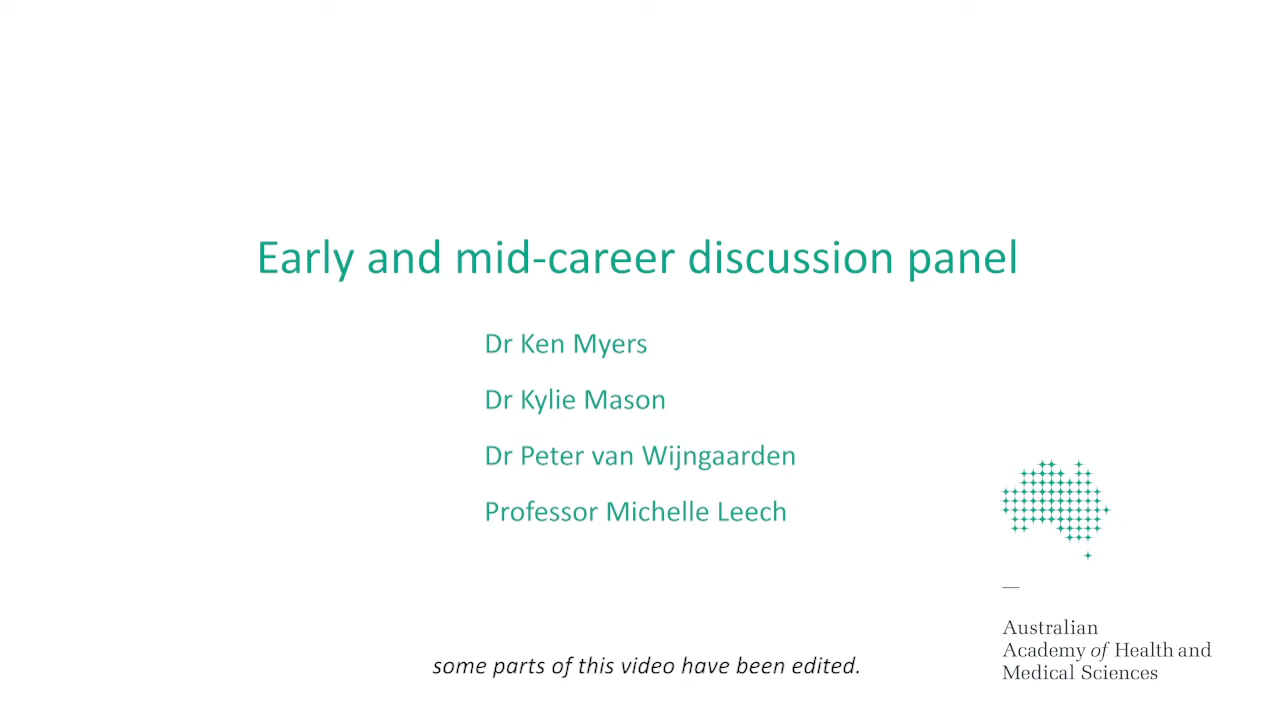 Early and mid-career discussion panel
Dr Ken Myers
Dr Kylie Mason
Dr Peter van Wijngaarden
Professor Michelle Leech
Australian
Academy of Health and
Medical Sciences
some parts of this video have been edited.